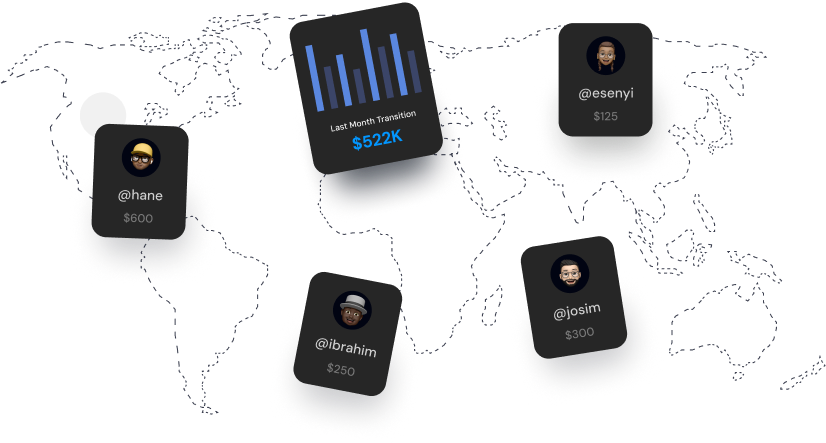 Last Month Transition
$522K
@esenyi
$125
@hane
$600
@josim
$300
@ibrahim
$250